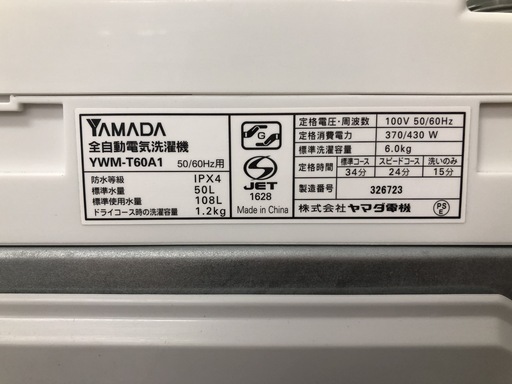 YAMADA
全自動電気洗濯機
YWM-T60A1 50/60Hz用
防水等級 IPX4
標準水量 50L
標準使用水量 108L
ドライコース時の洗濯容量 1.2kg
G
S
JET
1628
Made in China
定格電圧・周波数 100V 50/60Hz
定格消費電力 370/430 W
標準洗濯容量 6.0kg
定格時間 標準コース スピードコース 洗いのみ
34分 24分 15分
製造番号 326723
株式会社 ヤマダ電機
PS
E